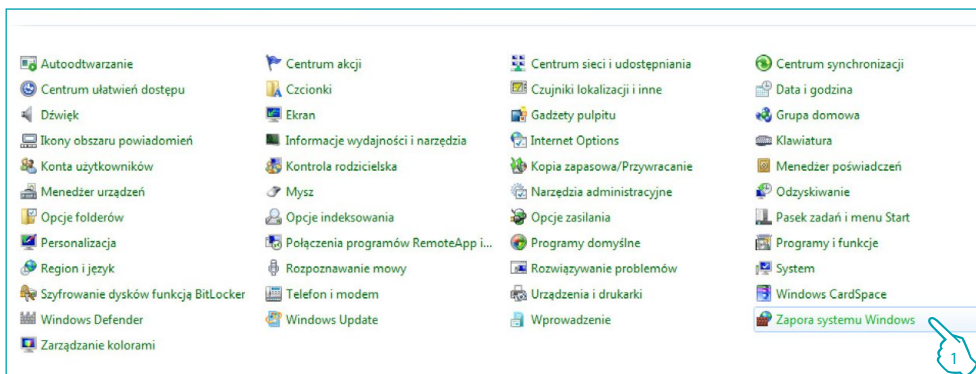 Autoodtwarzanie
Centrum akcji
Centrum sieci i udostępniania
Centrum synchronizacji
Centrum ułatwień dostępu
Czcionki
Czujniki lokalizacji i inne
Data i godzina
Dźwięk
Ekran
Gadżety pulpitu
Grupa domowa
Ikony obszaru powiadomień
Informacje wydajności i narzędzia
Internet Options
Klawiatura
Konta użytkowników
Kontrola rodzicielska
Kopia zapasowa/Przywracanie
Menedżer poświadczeń
Menedżer urządzeń
Mysz
Narzędzia administracyjne
Odzyskiwanie
Opcje folderów
Opcje indeksowania
Opcje zasilania
Pasek zadań i menu Start
Personalizacja
Połączenia programów RemoteApp i...
Programy domyślne
Programy i funkcje
Region i język
Rozpoznawanie mowy
Rozwiązywanie problemów
System
Szyfrowanie dysków funkcją BitLocker
Telefon i modem
Urządzenia i drukarki
Windows CardSpace
Windows Defender
Windows Update
Wprowadzenie
Zapora systemu Windows
Zarządzanie kolorami
1